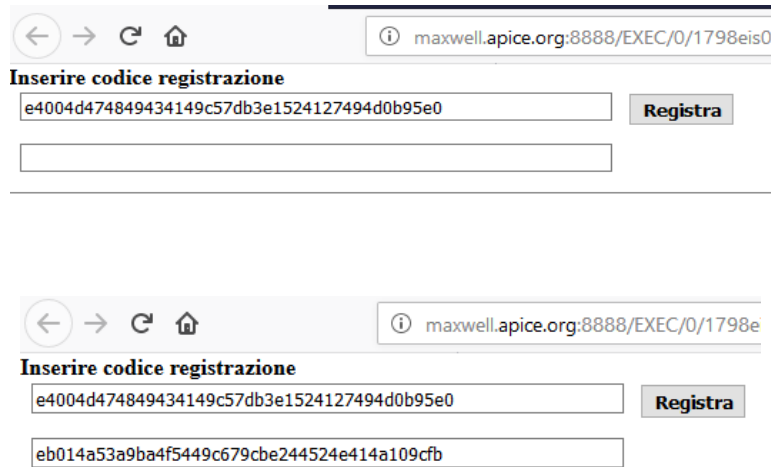 maxwell.apice.org:8888/EXEC/0/1798eis0
Inserire codice registrazione
e4004d474849434149c57db3e1524127494d0b95e0 Registra
maxwell.apice.org:8888/EXEC/0/1798e
Inserire codice registrazione
e4004d474849434149c57db3e1524127494d0b95e0 Registra
eb014a53a9ba4f5449c679cbe244524e414a109cfb